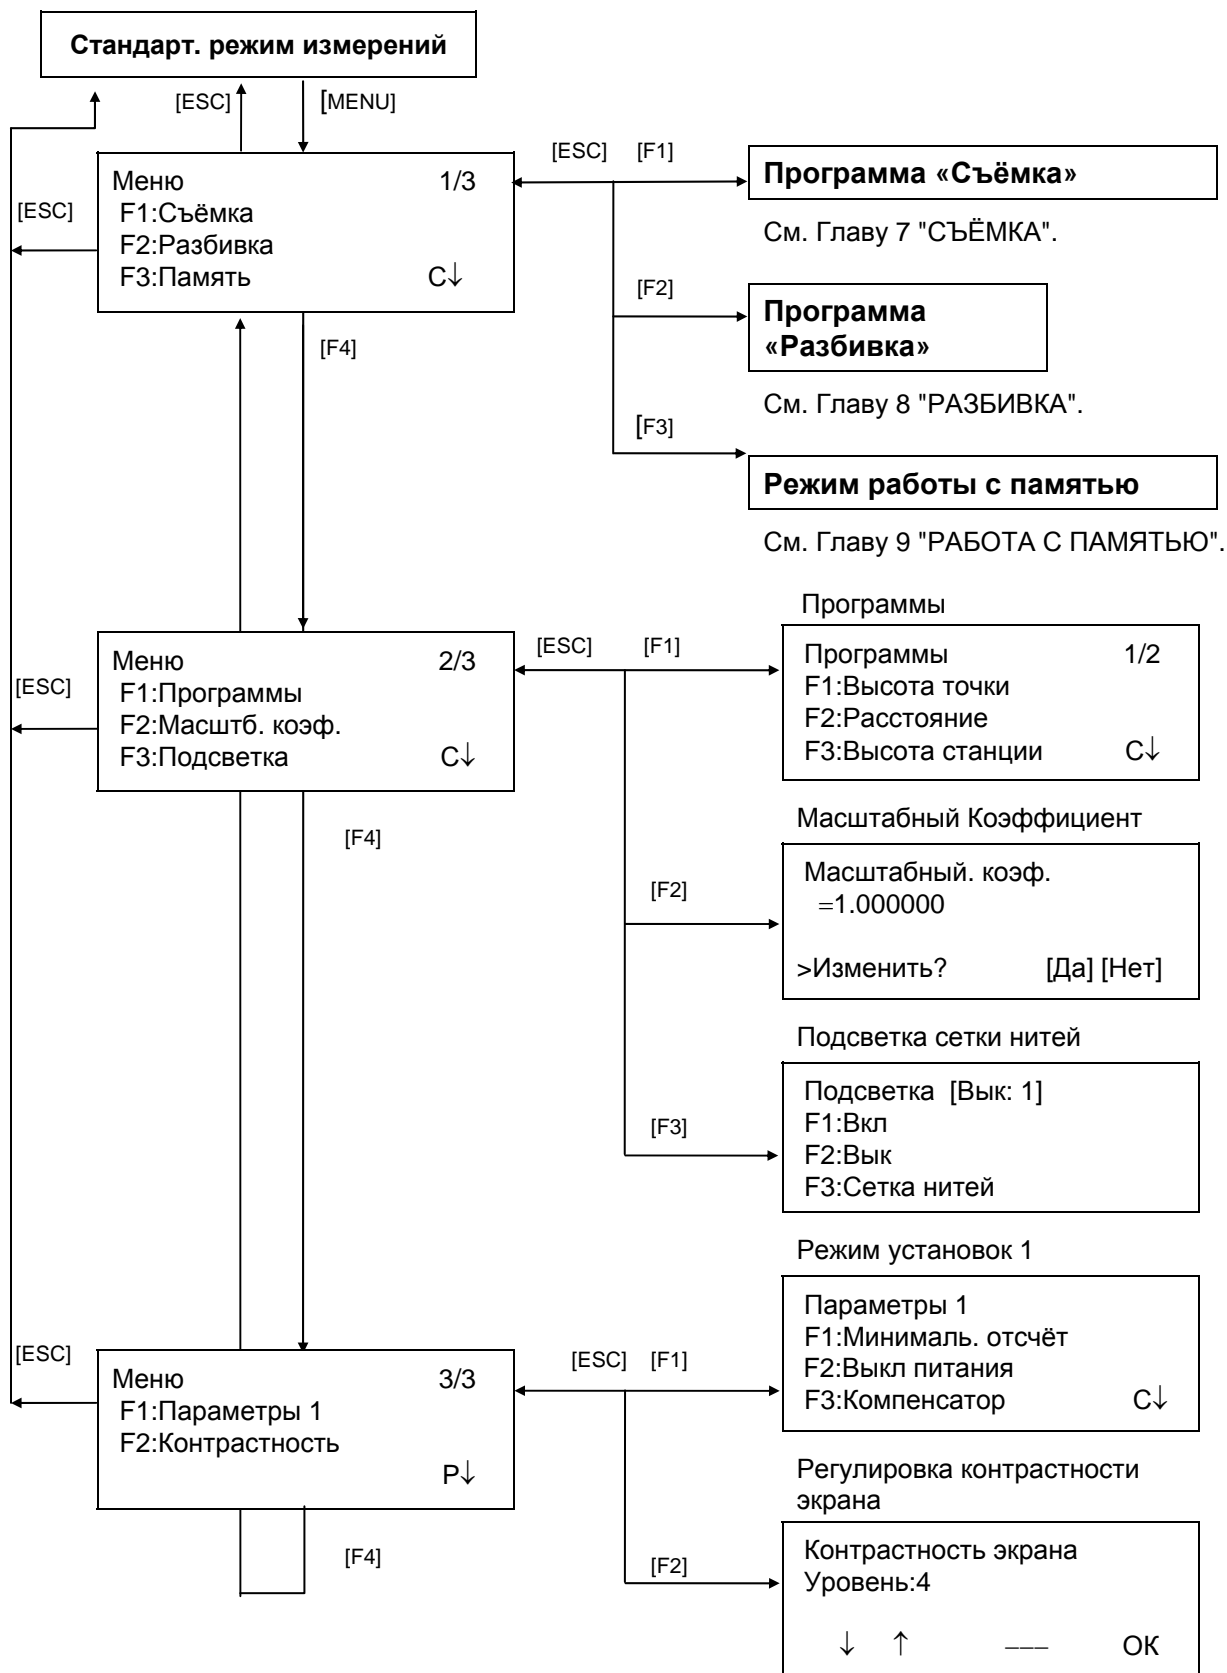 Стандарт. режим измерений
[ESC]
[MENU]
[ESC]
Меню 1/3
F1:Съёмка
F2:Разбивка
F3:Память С↓
[ESC] [F1]
Программа «Съёмка»
См. Главу 7 "СЪЁМКА".
[F2]
Программа
«Разбивка»
См. Главу 8 "РАЗБИВКА".
[F3]
Режим работы с памятью
См. Главу 9 "РАБОТА С ПАМЯТЬЮ".
[F4]
[ESC]
Меню 2/3
F1:Программы
F2:Масштб. коэф.
F3:Подсветка С↓
[ESC] [F1]
Программы
Программы 1/2
F1:Высота точки
F2:Расстояние
F3:Высота станции С↓
[F2]
Масштабный Коэффициент
Масштабный. коэф.
=1.000000
>Изменить? [Да] [Нет]
[F3]
Подсветка сетки нитей
Подсветка [Вык: 1]
F1:Вкл
F2:Вык
F3:Сетка нитей
[F4]
[ESC]
Меню 3/3
F1:Параметры 1
F2:Контрастность
Р↓
[ESC] [F1]
Режим установок 1
Параметры 1
F1:Минималь. отсчёт
F2:Выкл питания
F3:Компенсатор С↓
[F2]
Регулировка контрастности
экрана
Контрастность экрана
Уровень:4
↓ ↑ --- ОК
[F4]